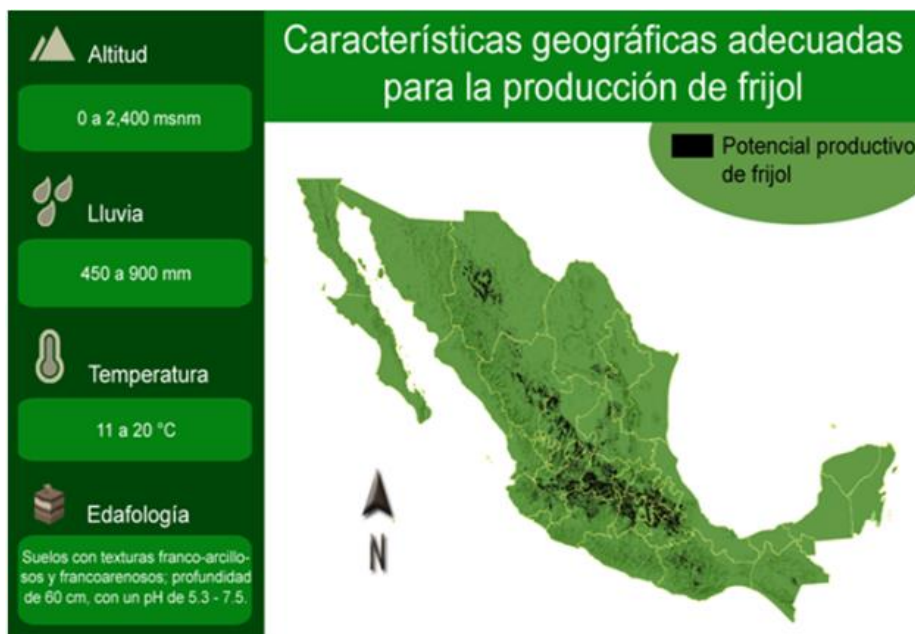 Altitud
0 a 2,400 msnm
Lluvia
450 a 900 mm
Temperatura
11 a 20 °C
Edafología
Suelos con texturas franco-arcillo-
sos y francoarenosos; profundidad
de 60 cm, con un pH de 5.3 - 7.5.
Características geográficas adecuadas
para la producción de frijol
Potencial productivo
de frijol
N